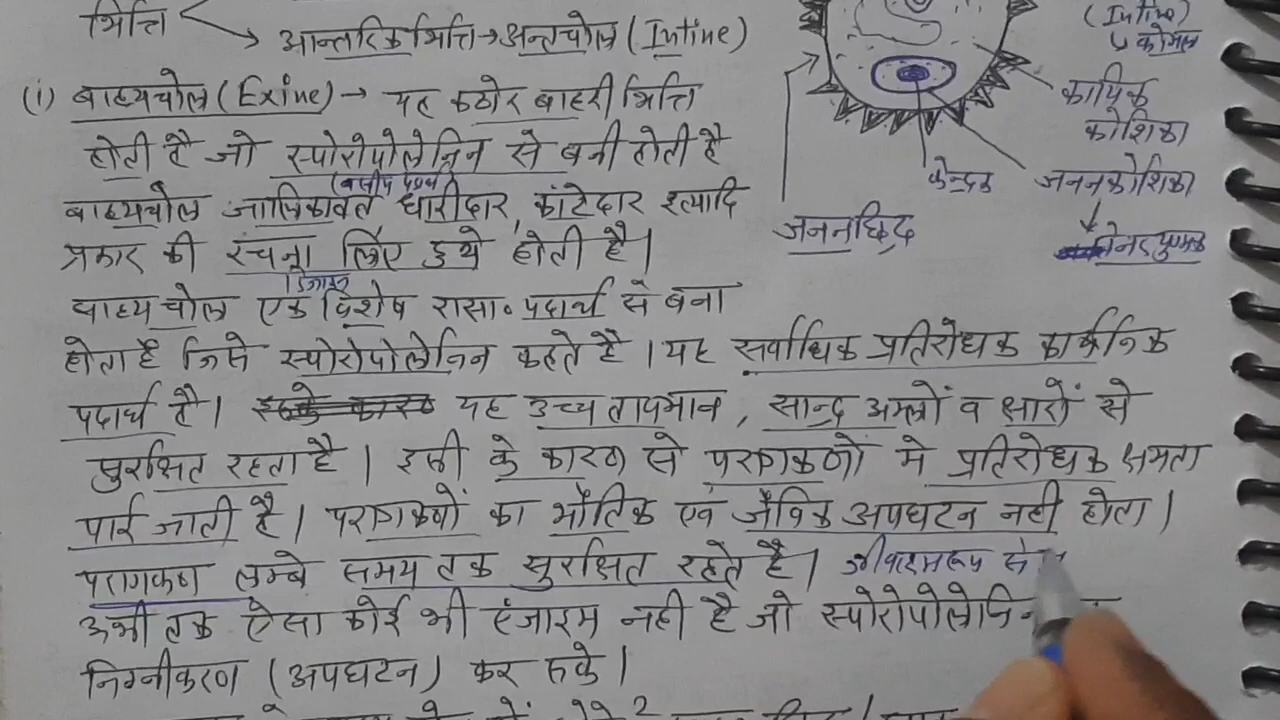 भित्ति
आन्तरिक भित्ति → अन्तचोल (Intine)
(Intine)
↳ कोमल
कायिक
कोशिका
केन्द्रक
जननकोशिका
जननछिद्र
(i) बाह्यचोल (Exine) → यह कठोर बाहरी भित्ति
होती है जो स्पोरोपोलेनिन से बनी होती है
बाह्यचोल जालिकावत धारीदार, कांटेदार इत्यादि
प्रकार की रचना लिए हुये होती है।
बाह्यचोल एक विशेष रासा. पदार्थ से बना
होता है जिसे स्पोरोपोलेनिन कहते है। यह सर्वाधिक प्रतिरोधक कार्बनिक
पदार्थ है। यह उच्च तापमान, सान्द्र अम्लों व क्षारों से
सुरक्षित रहता है। इसी के कारण से परागकणों मे प्रतिरोधक क्षमता
पाई जाती है। परागकणों का भौतिक एवं जैविक अपघटन नही होता।
परागकण लम्बे समय तक सुरक्षित रहते है। जीवाश्म रूप से
अभी तक ऐसा कोई भी एंजाइम नही है जो स्पोरोपोलेनिन
निम्नीकरण (अपघटन) कर सके।